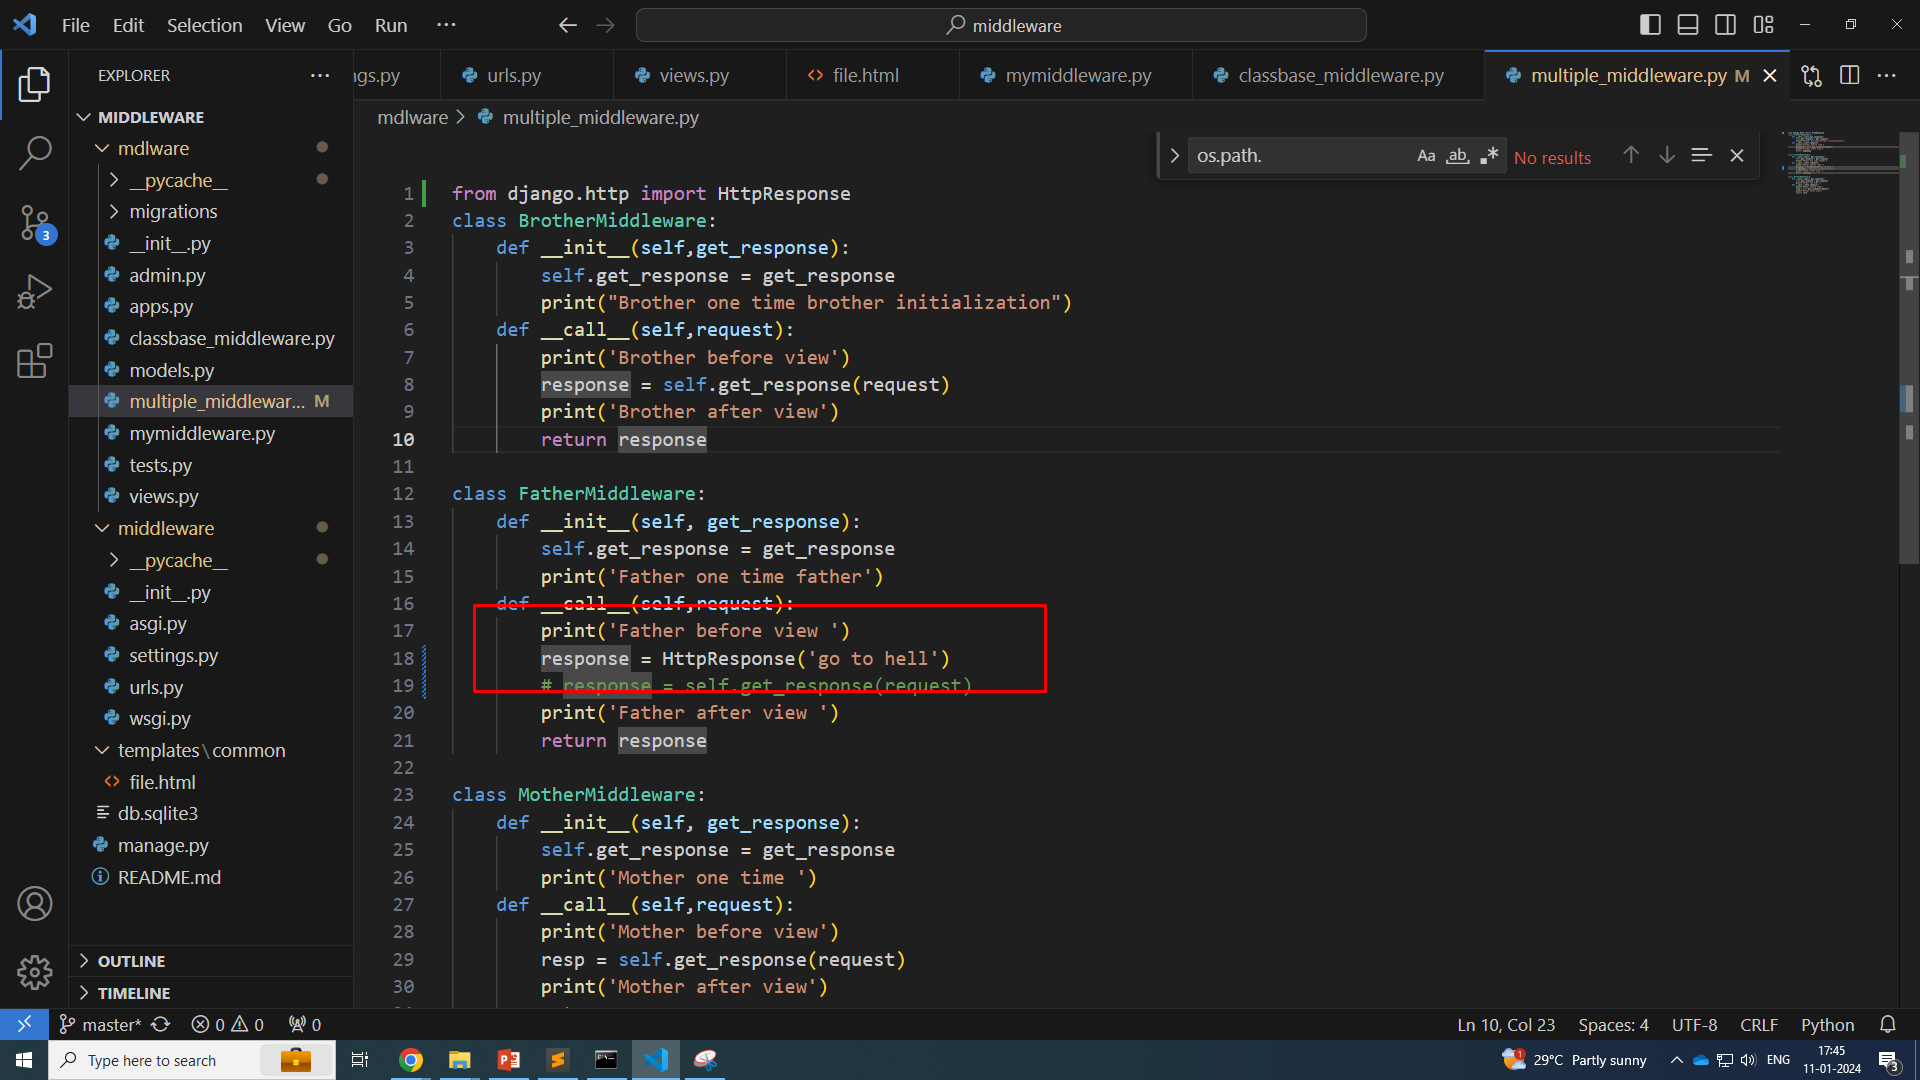 File Edit Selection View Go Run ···
middleware
EXPLORER ···
gs.py urls.py views.py file.html mymiddleware.py classbase_middleware.py multiple_middleware.py M
mdlware > multiple_middleware.py
os.path. Aa ab No results
MIDDLEWARE
mdlware
__pycache__
migrations
__init__.py
admin.py
apps.py
classbase_middleware.py
models.py
multiple_middlewar... M
mymiddleware.py
tests.py
views.py
middleware
__pycache__
__init__.py
asgi.py
settings.py
urls.py
wsgi.py
templates\common
file.html
db.sqlite3
manage.py
README.md
OUTLINE
TIMELINE
1 from django.http import HttpResponse
2 class BrotherMiddleware:
3 def __init__(self,get_response):
4 self.get_response = get_response
5 print("Brother one time brother initialization")
6 def __call__(self,request):
7 print('Brother before view')
8 response = self.get_response(request)
9 print('Brother after view')
10 return response
11
12 class FatherMiddleware:
13 def __init__(self, get_response):
14 self.get_response = get_response
15 print('Father one time father')
16 def __call__(self,request):
17 print('Father before view ')
18 response = HttpResponse('go to hell')
19 # response = self.get_response(request)
20 print('Father after view ')
21 return response
22
23 class MotherMiddleware:
24 def __init__(self, get_response):
25 self.get_response = get_response
26 print('Mother one time ')
27 def __call__(self,request):
28 print('Mother before view')
29 resp = self.get_response(request)
30 print('Mother after view')
3
master* 0 0 0
Ln 10, Col 23 Spaces: 4 UTF-8 CRLF Python
Type here to search
1 29°C Partly sunny ENG
17:45
11-01-2024
3